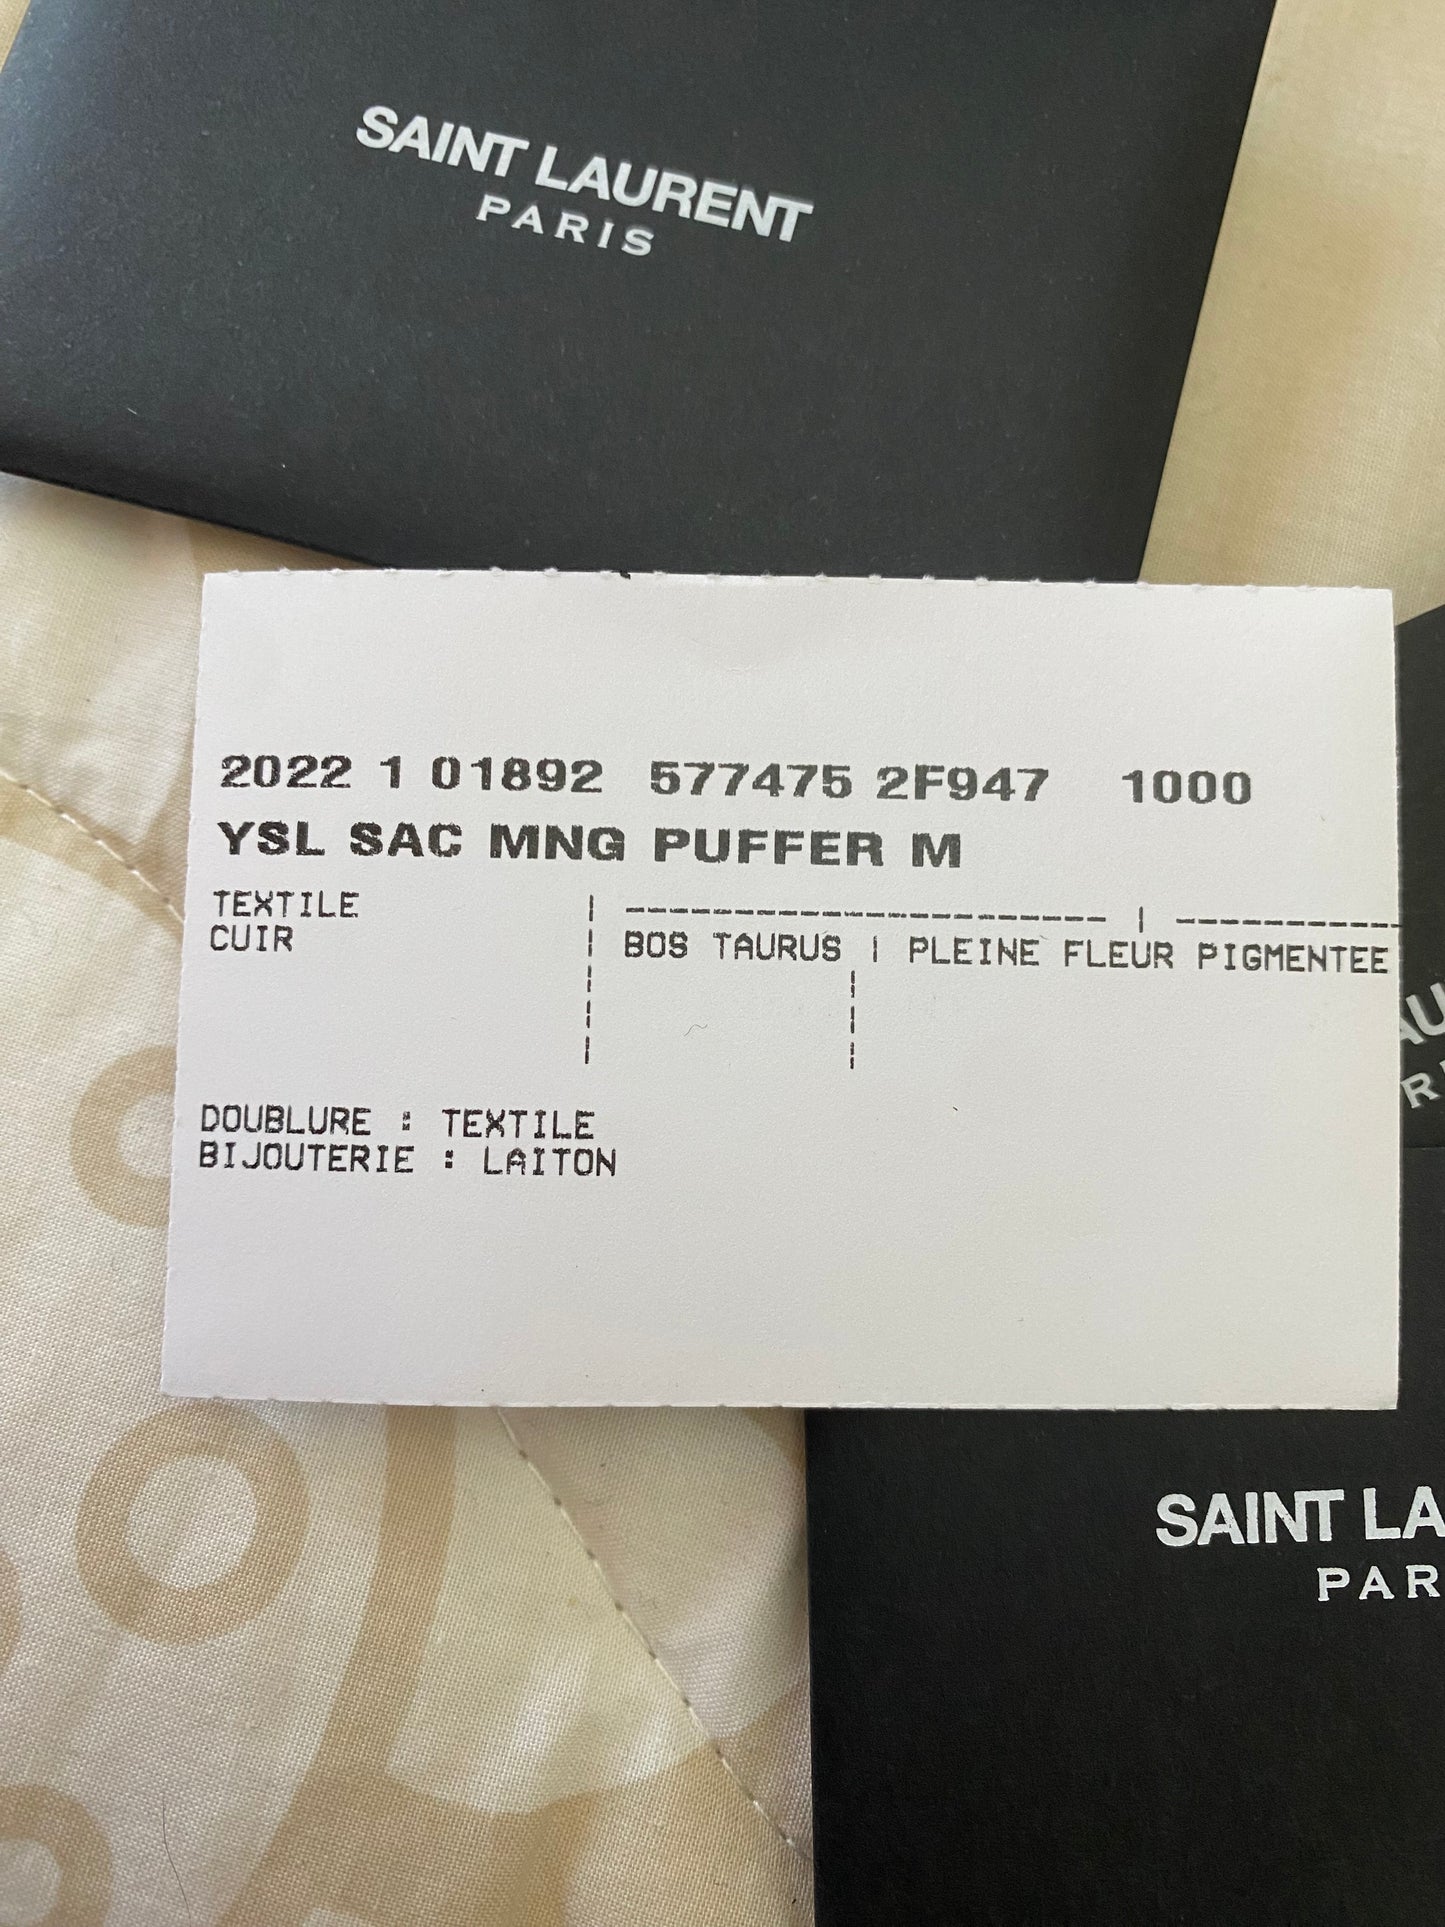 SAINT LAURENT
PARIS
2022 1 01892 577475 2F947 1000
YSL SAC MNG PUFFER M
TEXTILE | ----------------------- | -----------
CUIR | BOS TAURUS | PLEINE FLEUR PIGMENTEE
DOUBLURE : TEXTILE
BIJOUTERIE : LAITON
AU
R
SAINT LA
PAR